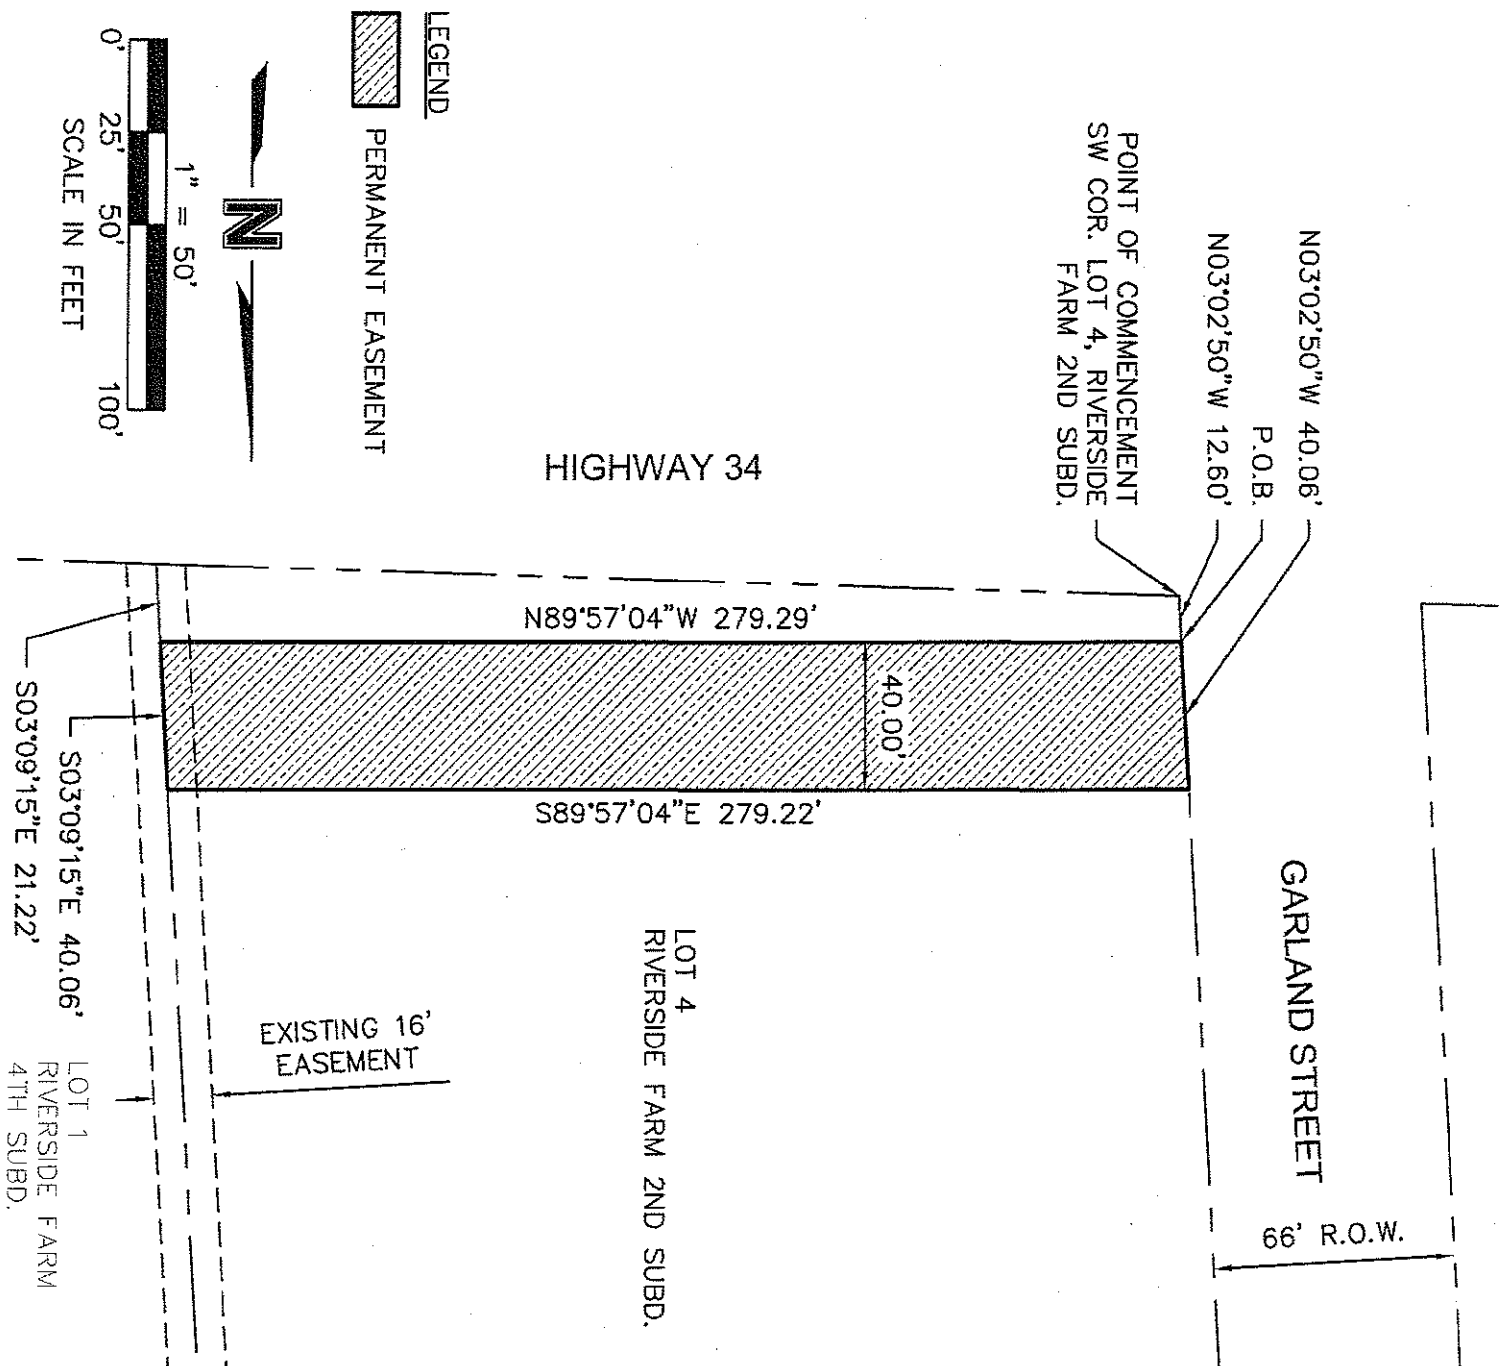 N03°02'50"W 40.06'
P.O.B.
N03°02'50"W 12.60'
POINT OF COMMENCEMENT
SW COR. LOT 4, RIVERSIDE
FARM 2ND SUBD.
LEGEND
PERMANENT EASEMENT
N
1" = 50'
0' 25' 50' 100'
SCALE IN FEET
HIGHWAY 34
N89°57'04"W 279.29'
40.00'
S89°57'04"E 279.22'
GARLAND STREET
66' R.O.W.
LOT 4
RIVERSIDE FARM 2ND SUBD.
EXISTING 16'
EASEMENT
S03°09'15"E 40.06'
S03°09'15"E 21.22'
LOT 1
RIVERSIDE FARM
4TH SUBD.